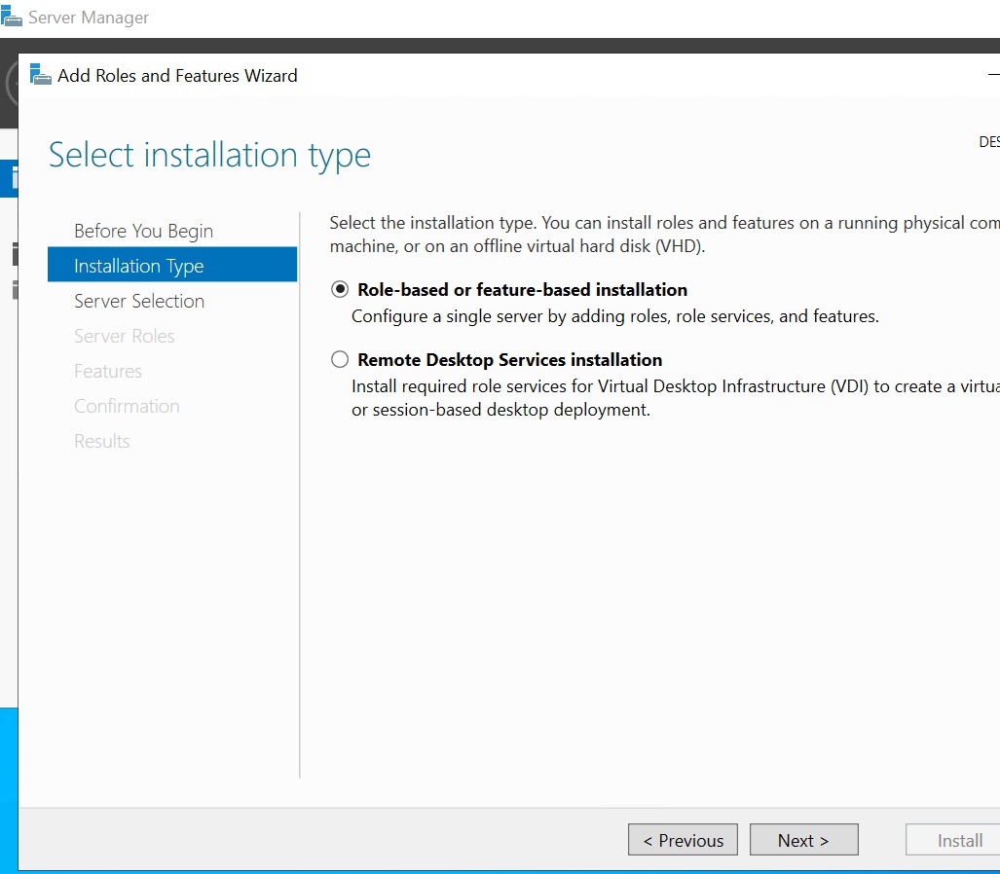 Server Manager
Add Roles and Features Wizard
Select installation type
Before You Begin
Installation Type
Server Selection
Server Roles
Features
Confirmation
Results
Select the installation type. You can install roles and features on a running physical
machine, or on an offline virtual hard disk (VHD).
Role-based or feature-based installation
Configure a single server by adding roles, role services, and features.
Remote Desktop Services installation
Install required role services for Virtual Desktop Infrastructure (VDI) to create a
or session-based desktop deployment.
< Previous
Next >
Install